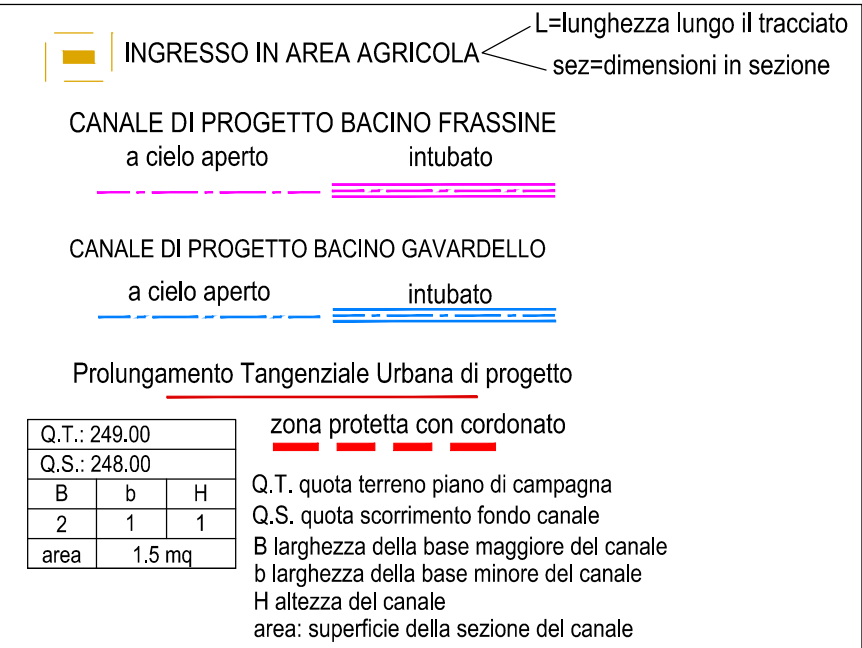 L=lunghezza lungo il tracciato
INGRESSO IN AREA AGRICOLA
sez=dimensioni in sezione
CANALE DI PROGETTO BACINO FRASSINE
a cielo aperto intubato
CANALE DI PROGETTO BACINO GAVARDELLO
a cielo aperto intubato
Prolungamento Tangenziale Urbana di progetto
zona protetta con cordonato
Q.T.: 249.00
Q.S.: 248.00
B b H
2 1 1
area 1.5 mq
Q.T. quota terreno piano di campagna
Q.S. quota scorrimento fondo canale
B larghezza della base maggiore del canale
b larghezza della base minore del canale
H altezza del canale
area: superficie della sezione del canale